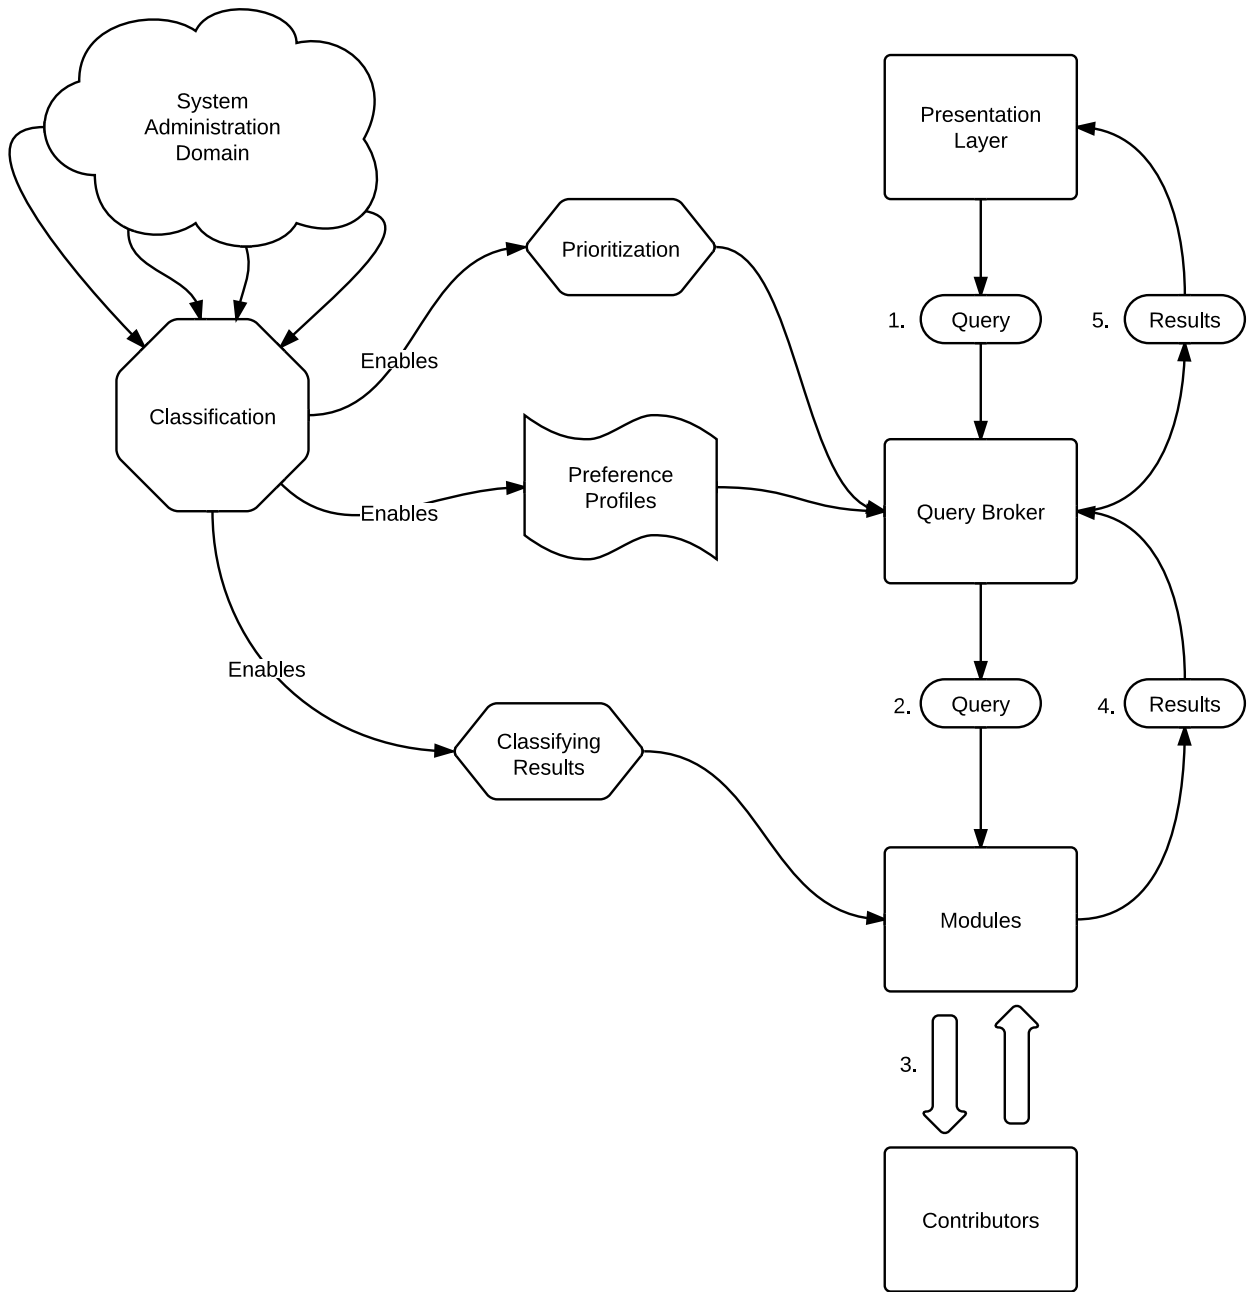 System
Administration
Domain
Presentation
Layer
Prioritization
1.
Query
5.
Results
Enables
Classification
Preference
Profiles
Enables
Query Broker
Enables
2.
Query
4.
Results
Classifying
Results
Modules
3.
Contributors